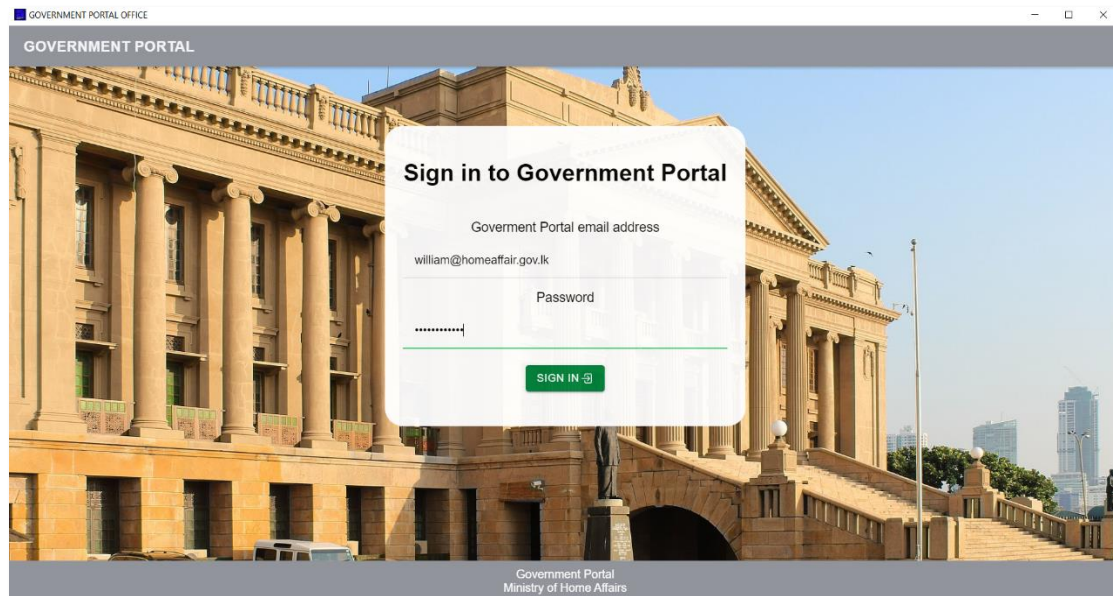 GOVERNMENT PORTAL OFFICE
GOVERNMENT PORTAL
Sign in to Government Portal
Goverment Portal email address
william@homeaffair.gov.lk
Password
••••••••••••
SIGN IN
Government Portal
Ministry of Home Affairs